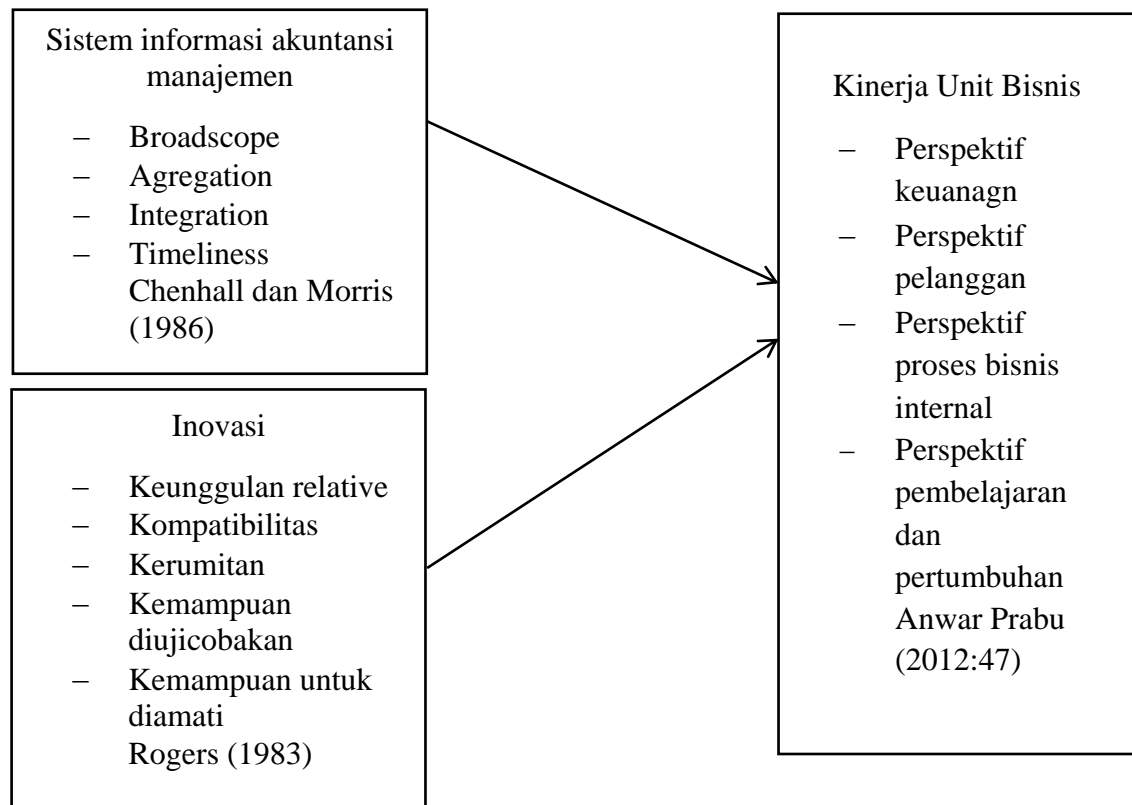 Sistem informasi akuntansi
manajemen
– Broadscope
– Agregation
– Integration
– Timeliness
Chenhall dan Morris
(1986)
Inovasi
– Keunggulan relative
– Kompatibilitas
– Kerumitan
– Kemampuan
diujicobakan
– Kemampuan untuk
diamati
Rogers (1983)
Kinerja Unit Bisnis
– Perspektif
keuanagn
– Perspektif
pelanggan
– Perspektif
proses bisnis
internal
– Perspektif
pembelajaran
dan
pertumbuhan
Anwar Prabu
(2012:47)